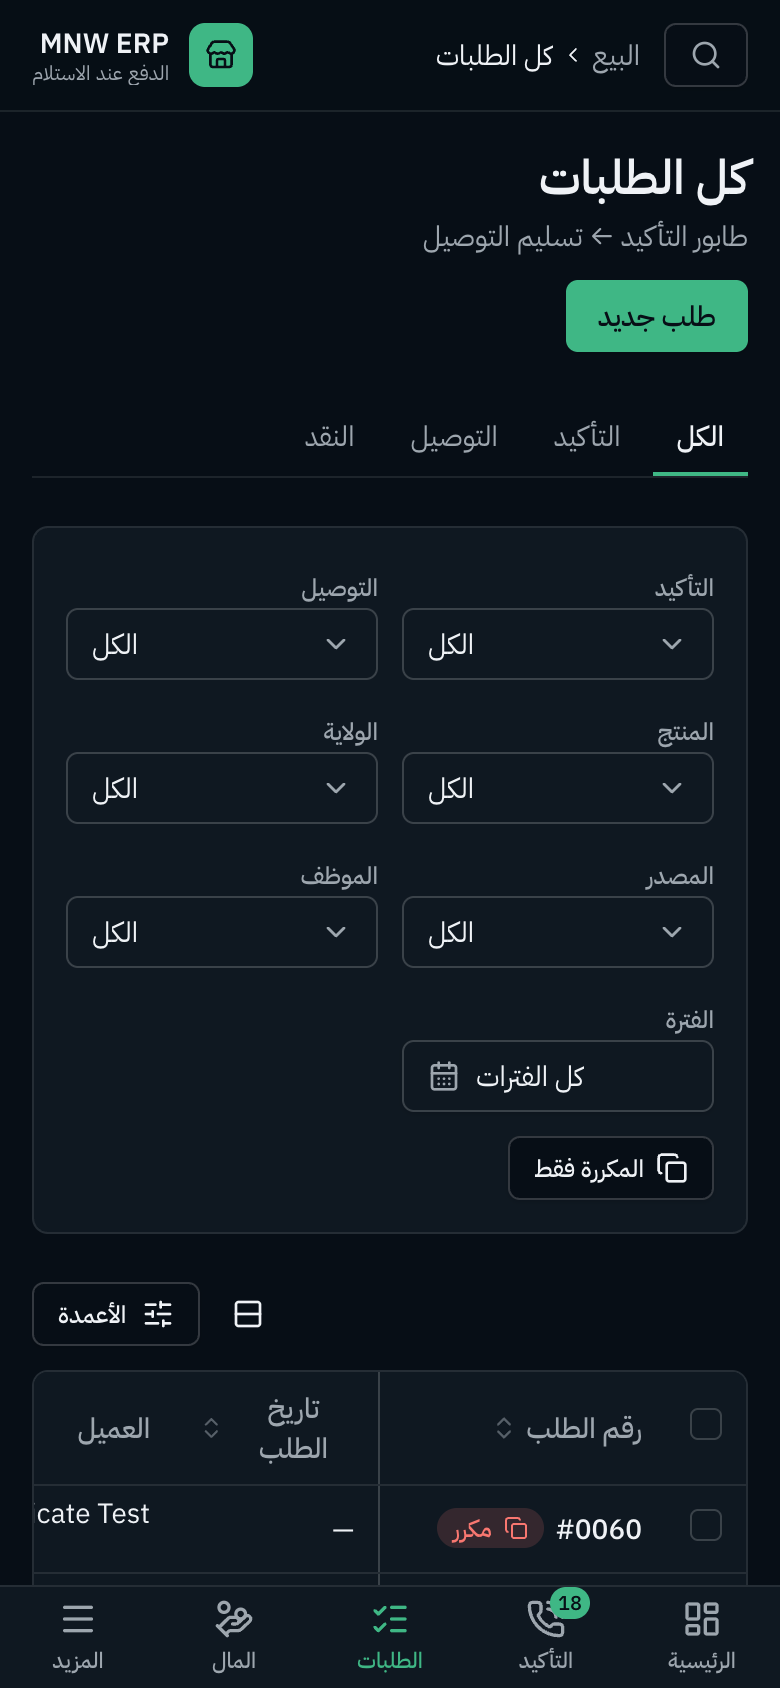 البيع › كل الطلبات
MNW ERP
الدفع عند الاستلام
كل الطلبات
طابور التأكيد ← تسليم التوصيل
طلب جديد
الكل التأكيد التوصيل النقد
التأكيد التوصيل
الكل الكل
المنتج الولاية
الكل الكل
المصدر الموظف
الكل الكل
الفترة
كل الفترات
المكررة فقط
الأعمدة
رقم الطلب تاريخ الطلب العميل
#0060 مكرر — cate Test
18
الرئيسية التأكيد الطلبات المال المزيد